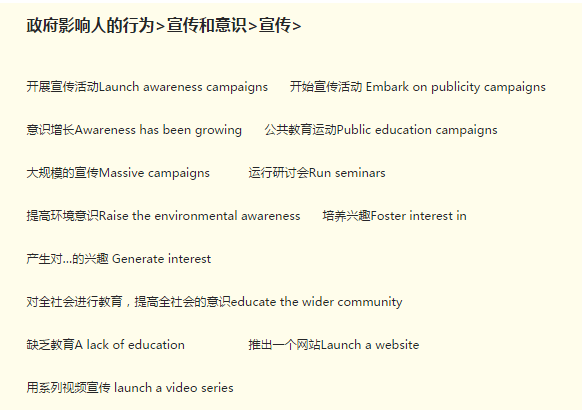 政府影响人的行为>宣传和意识>宣传>
开展宣传活动Launch awareness campaigns 开始宣传活动 Embark on publicity campaigns
意识增长Awareness has been growing 公共教育运动Public education campaigns
大规模的宣传Massive campaigns 运行研讨会Run seminars
提高环境意识Raise the environmental awareness 培养兴趣Foster interest in
产生对...的兴趣 Generate interest
对全社会进行教育，提高全社会的意识educate the wider community
缺乏教育A lack of education 推出一个网站Launch a website
用系列视频宣传 launch a video series